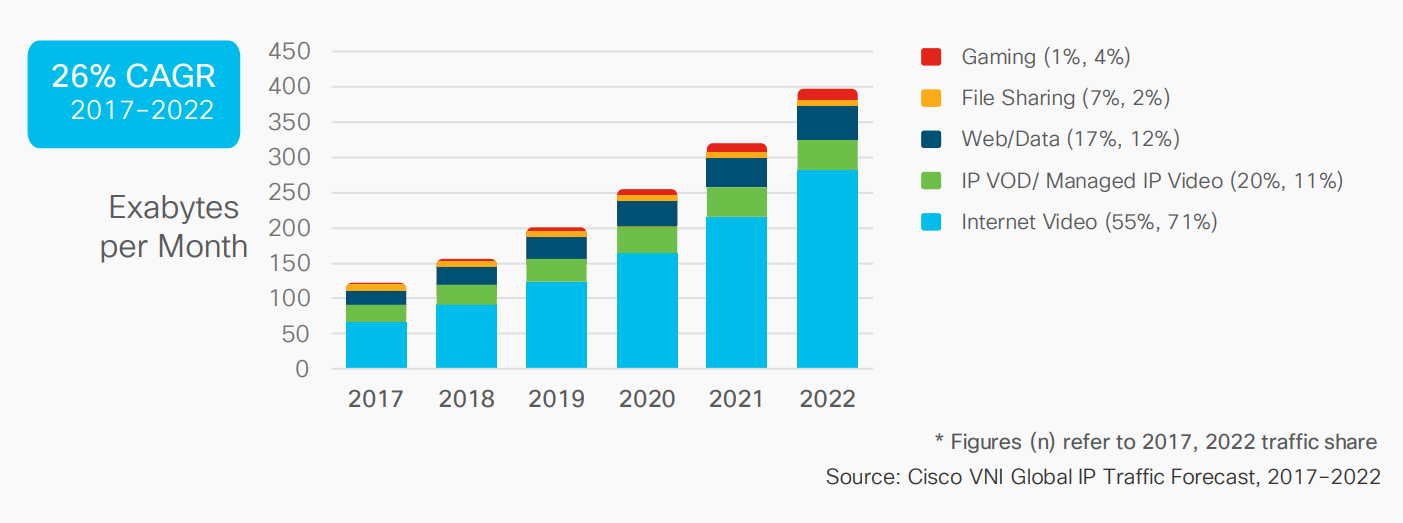 26% CAGR
2017–2022
Exabytes
per Month
450
400
350
300
250
200
150
100
50
0
2017 2018 2019 2020 2021 2022
Gaming (1%, 4%)
File Sharing (7%, 2%)
Web/Data (17%, 12%)
IP VOD/ Managed IP Video (20%, 11%)
Internet Video (55%, 71%)
* Figures (n) refer to 2017, 2022 traffic share
Source: Cisco VNI Global IP Traffic Forecast, 2017–2022